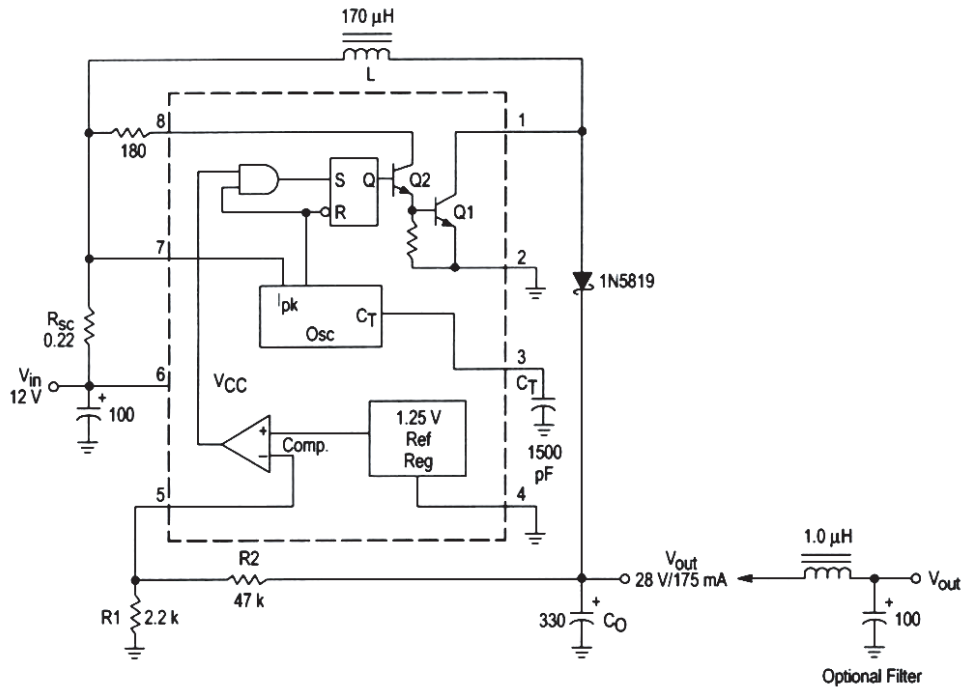 170 μH
L
8
180
1
S Q
R
Q2
Q1
7
2
1N5819
Ipk
CT
Osc
Rsc
0.22
3
CT
Vin
12 V
6
VCC
100
1.25 V
Ref
Reg
+
Comp.
−
1500
pF
5
4
+
1.0 μH
R2
47 k
Vout
28 V/175 mA
Vout
R1
2.2 k
330
+
CO
+
100
Optional Filter